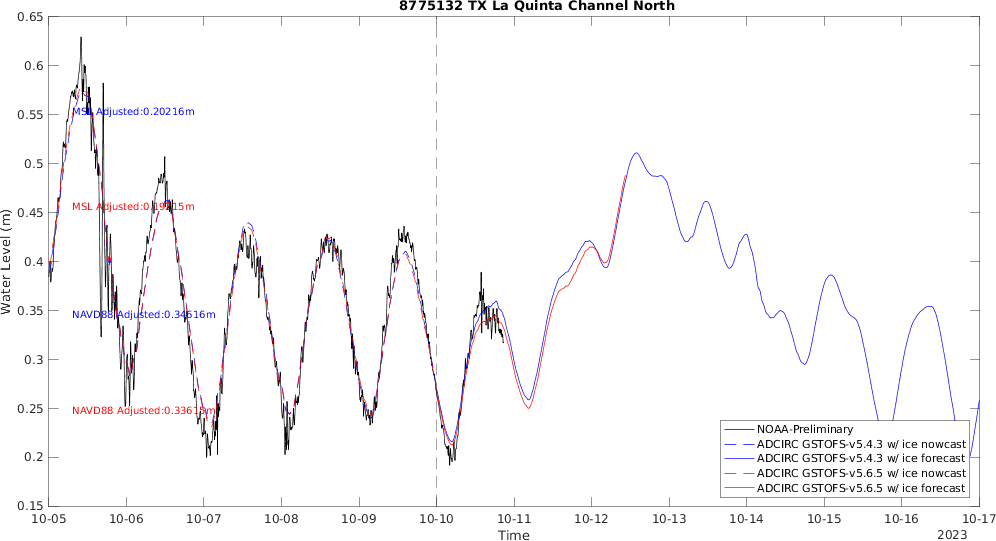 8775132 TX La Quinta Channel North
0.65
0.6
0.55
0.5
0.45
0.4
0.35
0.3
0.25
0.2
0.15
Water Level (m)
MSL Adjusted:0.20216m
MSL
NAVD88 Adjusted:0.34616m
NAVD88
NOAA-Preliminary
ADCIRC GSTOFS-v5.4.3 w/ ice nowcast
ADCIRC GSTOFS-v5.4.3 w/ ice forecast
ADCIRC GSTOFS-v5.6.5 w/ ice nowcast
ADCIRC GSTOFS-v5.6.5 w/ ice forecast
10-05 10-06 10-07 10-08 10-09 10-10 10-11 10-12 10-13 10-14 10-15 10-16 10-17
Time
2023